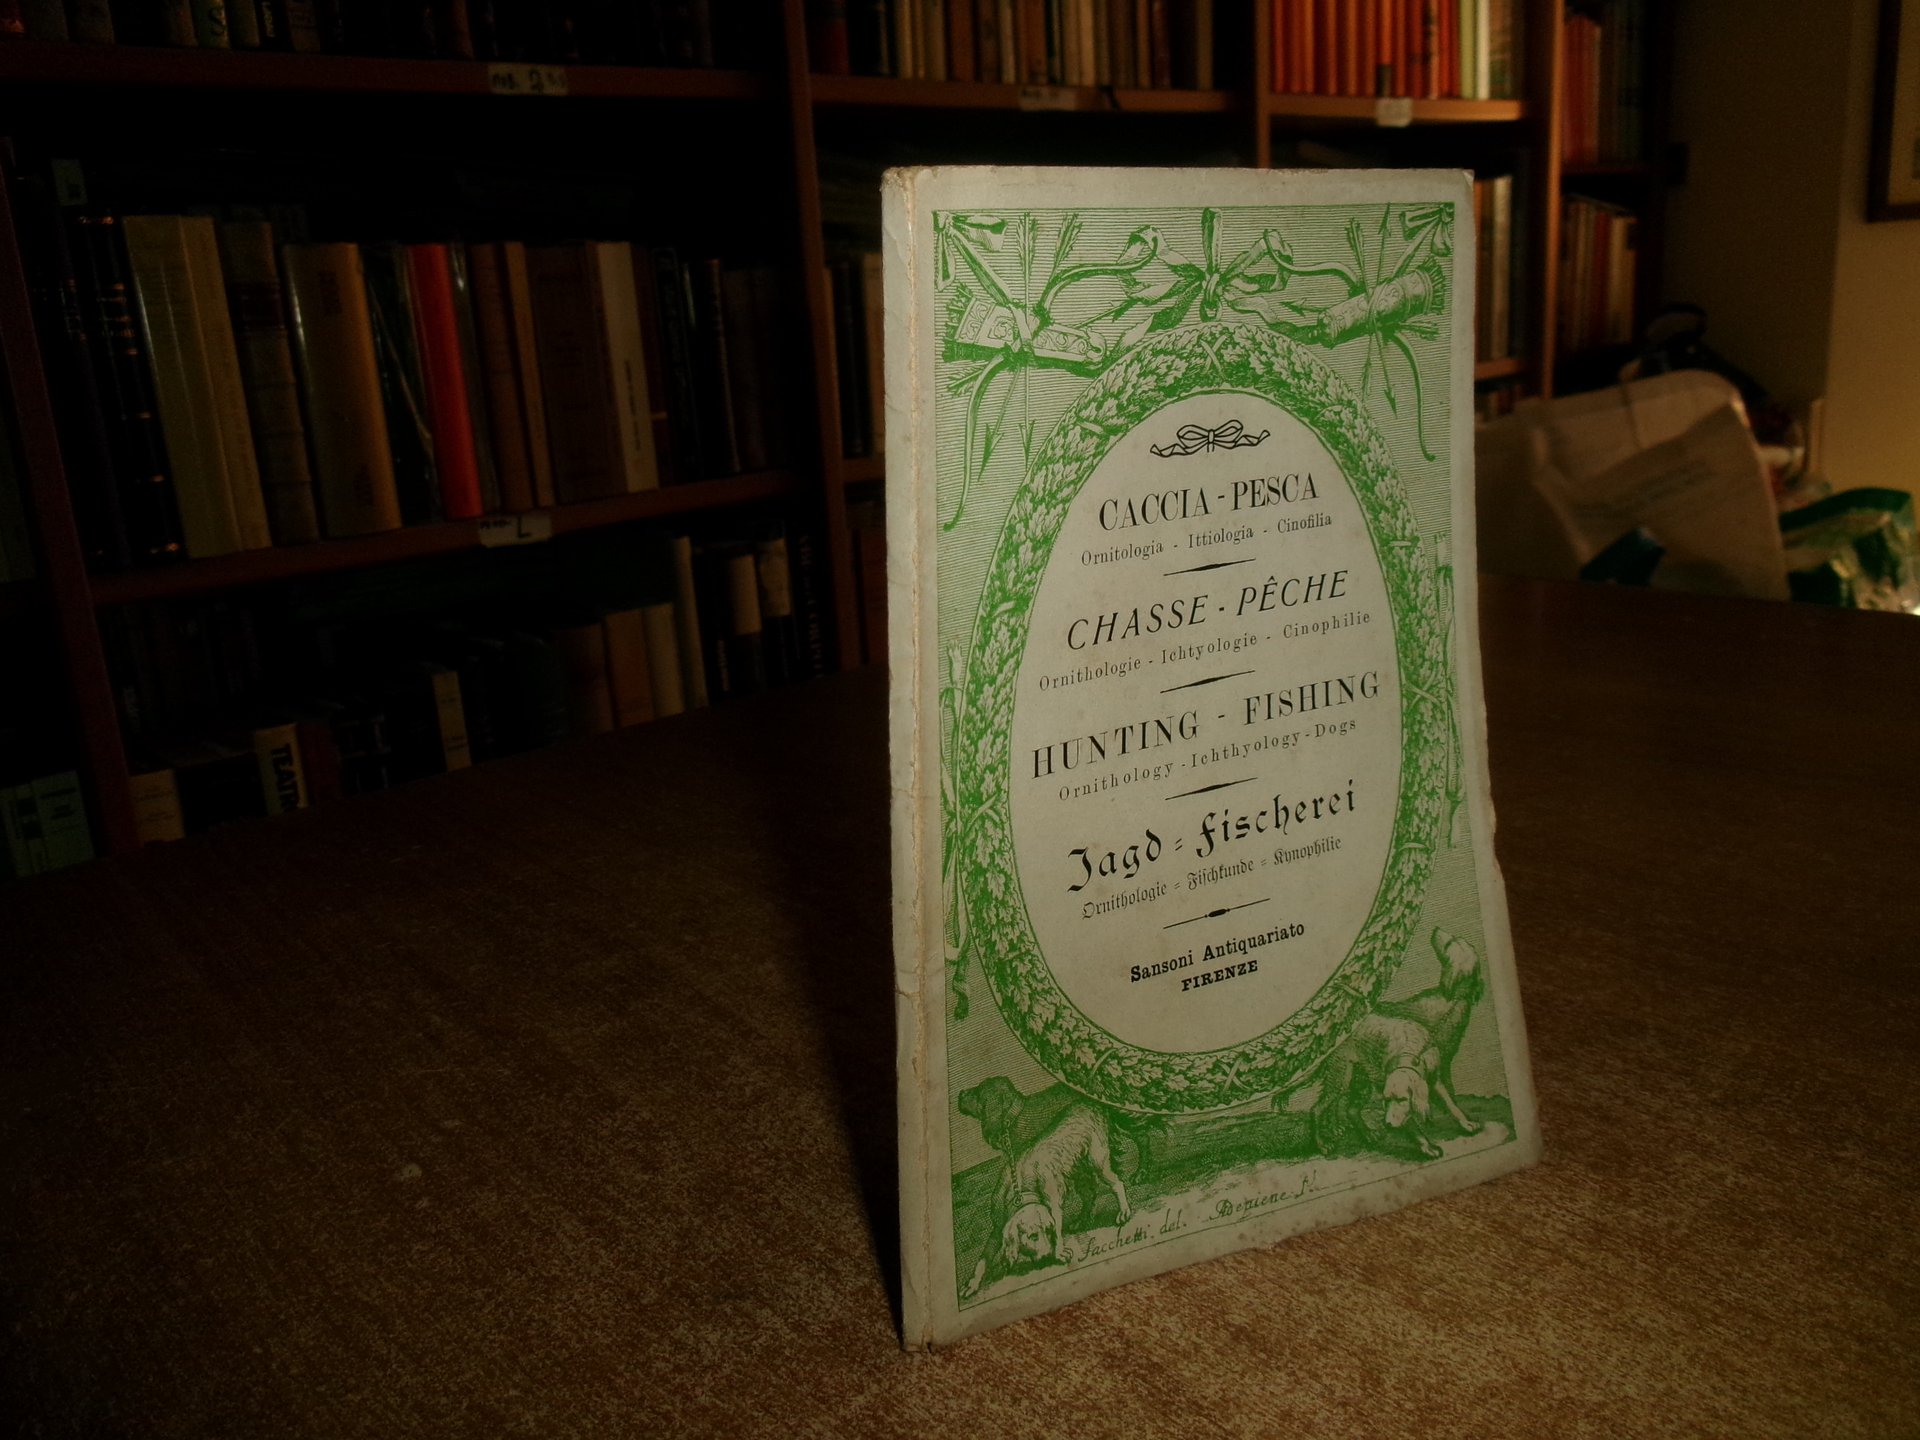 CACCIA - PESCA
Ornitologia - Ittiologia - Cinofilia
CHASSE - PÊCHE
Ornithologie - Ichtyologie - Cinophilie
HUNTING - FISHING
Ornithology - Ichthyology - Dogs
Jagd = Fischerei
Ornithologie = Fischkunde = Kynophilie
Sansoni Antiquariato
FIRENZE
Sacchetti del.